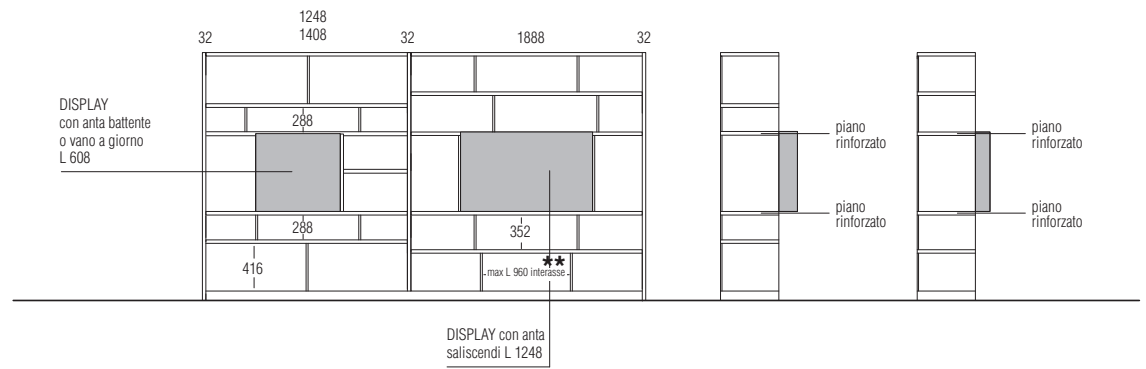 1248
32 1408 32 1888 32
DISPLAY
con anta battente
o vano a giorno
L 608
288
piano
rinforzato
piano
rinforzato
piano
rinforzato
piano
rinforzato
288
352
416
**
max L 960 interasse
DISPLAY con anta
saliscendi L 1248